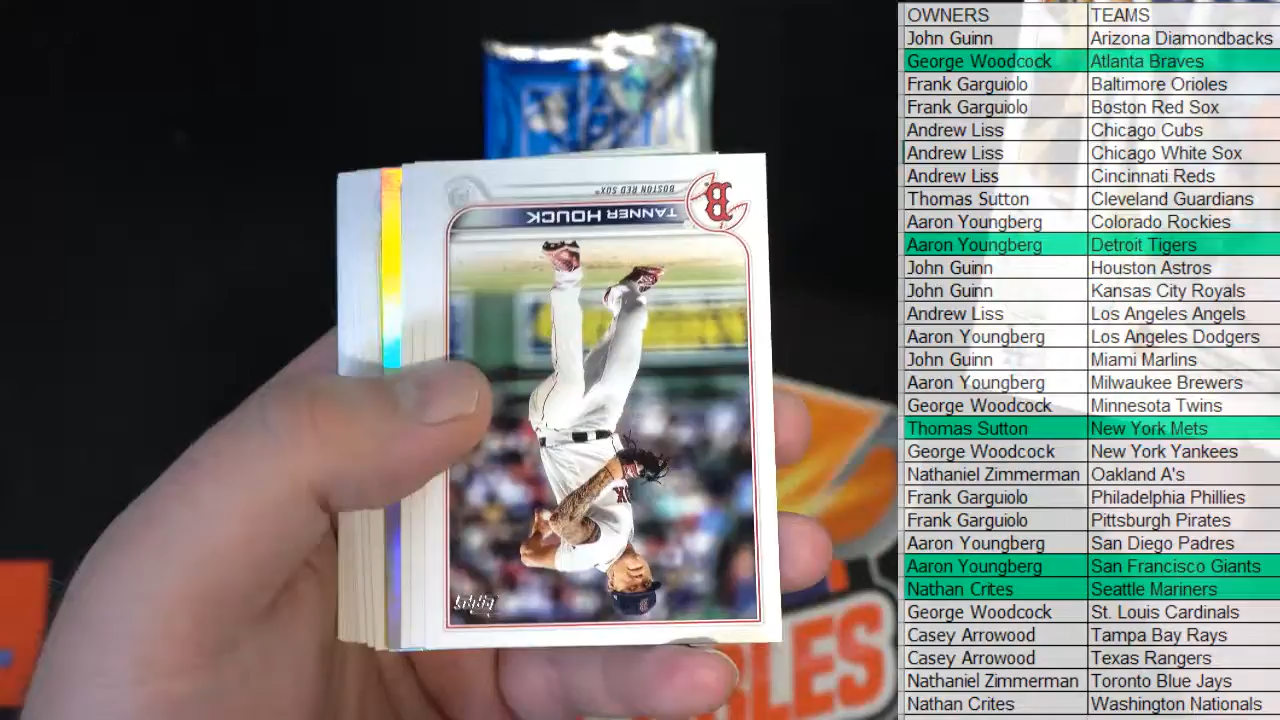 BOSTON RED SOX
TANNER HOUCK
B
OX
Topps
BLES
OWNERS TEAMS
John Guinn Arizona Diamondbacks
George Woodcock Atlanta Braves
Frank Garguiolo Baltimore Orioles
Frank Garguiolo Boston Red Sox
Andrew Liss Chicago Cubs
Andrew Liss Chicago White Sox
Andrew Liss Cincinnati Reds
Thomas Sutton Cleveland Guardians
Aaron Youngberg Colorado Rockies
Aaron Youngberg Detroit Tigers
John Guinn Houston Astros
John Guinn Kansas City Royals
Andrew Liss Los Angeles Angels
Aaron Youngberg Los Angeles Dodgers
John Guinn Miami Marlins
Aaron Youngberg Milwaukee Brewers
George Woodcock Minnesota Twins
Thomas Sutton New York Mets
George Woodcock New York Yankees
Nathaniel Zimmerman Oakland A's
Frank Garguiolo Philadelphia Phillies
Frank Garguiolo Pittsburgh Pirates
Aaron Youngberg San Diego Padres
Aaron Youngberg San Francisco Giants
Nathan Crites Seattle Mariners
George Woodcock St. Louis Cardinals
Casey Arrowood Tampa Bay Rays
Casey Arrowood Texas Rangers
Nathaniel Zimmerman Toronto Blue Jays
Nathan Crites Washington Nationals